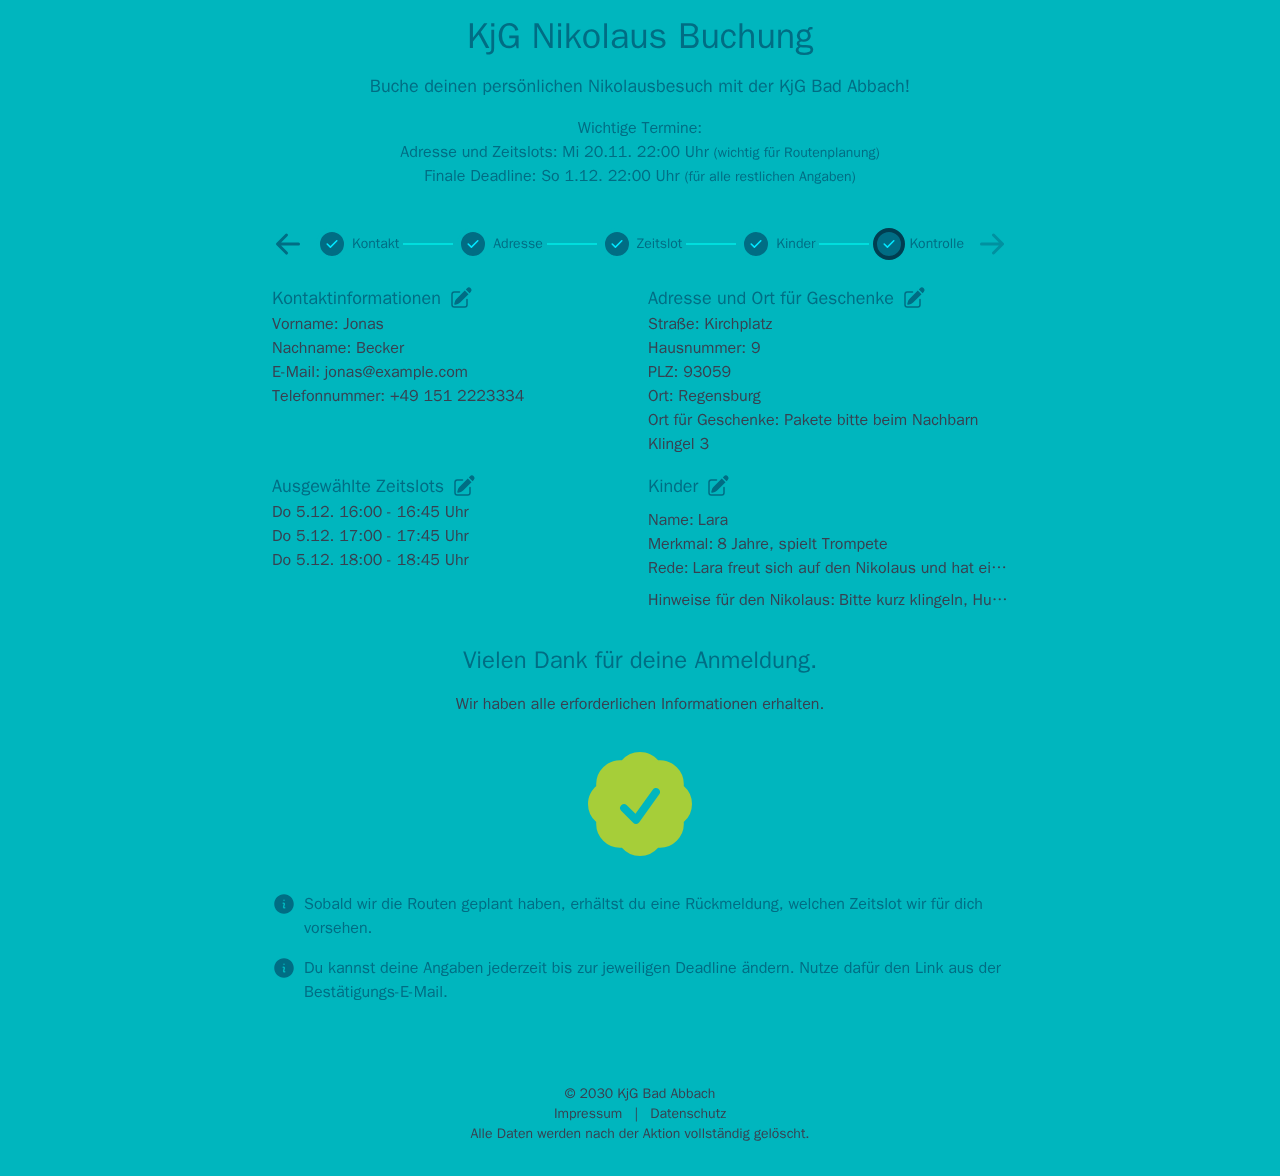 KjG Nikolaus Buchung
Buche deinen persönlichen Nikolausbesuch mit der KjG Bad Abbach!
Wichtige Termine:
Adresse und Zeitslots: Mi 20.11. 22:00 Uhr (wichtig für Routenplanung)
Finale Deadline: So 1.12. 22:00 Uhr (für alle restlichen Angaben)
Kontakt Adresse Zeitslot Kinder Kontrolle
Kontaktinformationen
Vorname: Jonas
Nachname: Becker
E-Mail: jonas@example.com
Telefonnummer: +49 151 2223334
Adresse und Ort für Geschenke
Straße: Kirchplatz
Hausnummer: 9
PLZ: 93059
Ort: Regensburg
Ort für Geschenke: Pakete bitte beim Nachbarn
Klingel 3
Ausgewählte Zeitslots
Do 5.12. 16:00 - 16:45 Uhr
Do 5.12. 17:00 - 17:45 Uhr
Do 5.12. 18:00 - 18:45 Uhr
Kinder
Name: Lara
Merkmal: 8 Jahre, spielt Trompete
Rede: Lara freut sich auf den Nikolaus und hat ei…
Hinweise für den Nikolaus: Bitte kurz klingeln, Hu…
Vielen Dank für deine Anmeldung.
Wir haben alle erforderlichen Informationen erhalten.
Sobald wir die Routen geplant haben, erhältst du eine Rückmeldung, welchen Zeitslot wir für dich
vorsehen.
Du kannst deine Angaben jederzeit bis zur jeweiligen Deadline ändern. Nutze dafür den Link aus der
Bestätigungs-E-Mail.
© 2030 KjG Bad Abbach
Impressum | Datenschutz
Alle Daten werden nach der Aktion vollständig gelöscht.